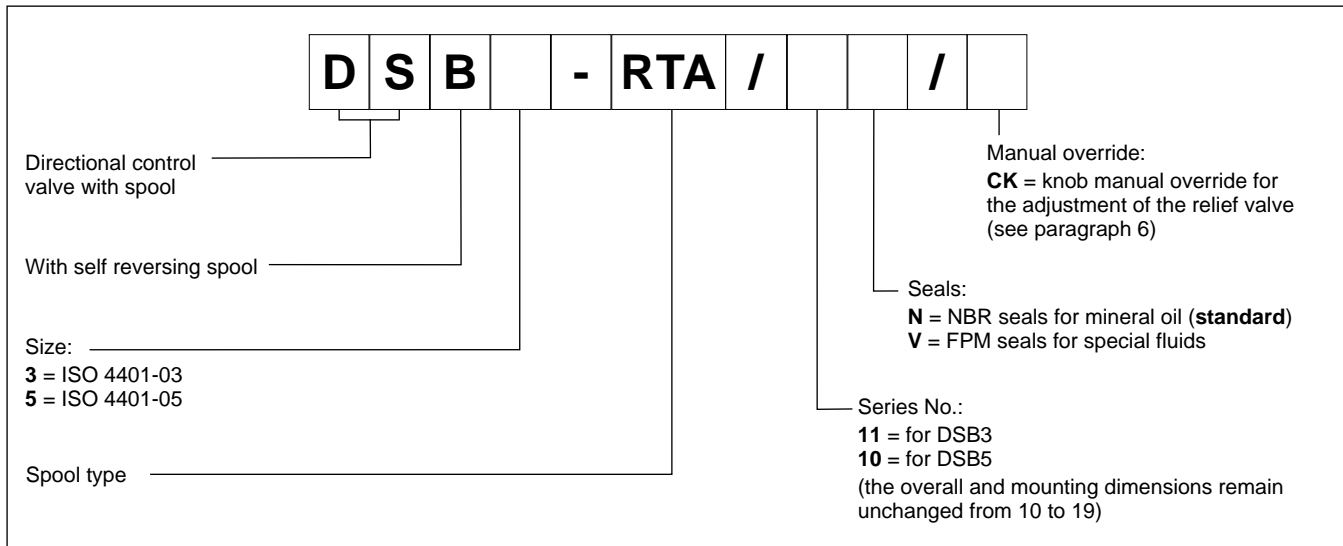 D S B - RTA / /
Directional control
valve with spool
With self reversing spool
Size:
3 = ISO 4401-03
5 = ISO 4401-05
Spool type
Manual override:
CK = knob manual override for
the adjustment of the relief valve
(see paragraph 6)
Seals:
N = NBR seals for mineral oil (standard)
V = FPM seals for special fluids
Series No.:
11 = for DSB3
10 = for DSB5
(the overall and mounting dimensions remain
unchanged from 10 to 19)